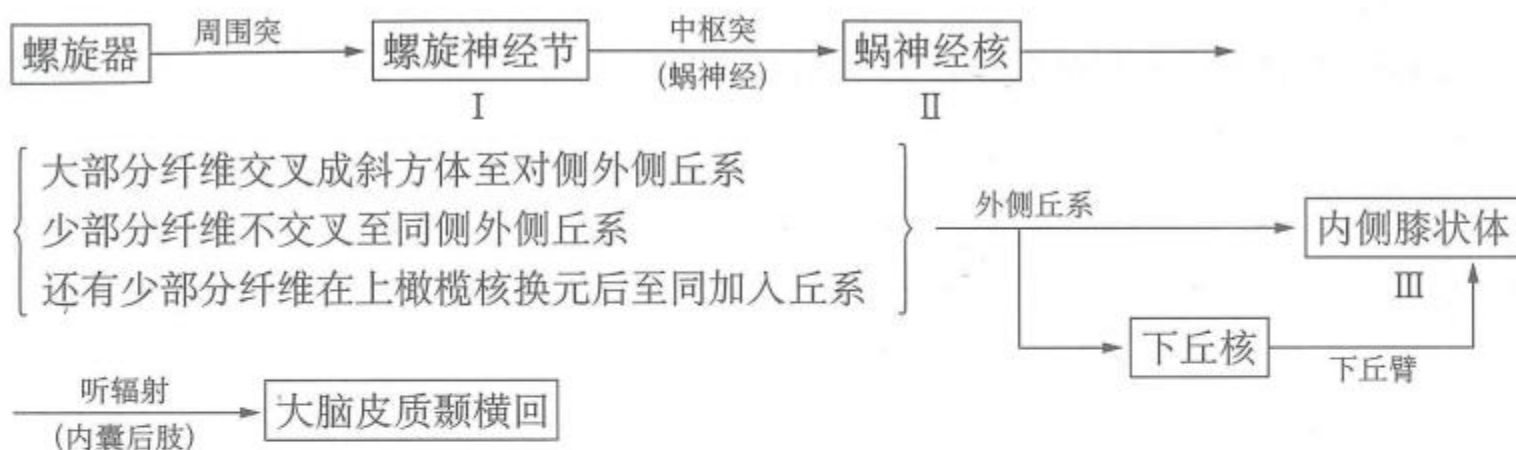 螺旋器 周围突 螺旋神经节 中枢突 蜗神经核
(蜗神经)
Ⅰ Ⅱ
大部分纤维交叉成斜方体至对侧外侧丘系
少部分纤维不交叉至同侧外侧丘系
还有少部分纤维在上橄榄核换元后至同加入丘系
外侧丘系 内侧膝状体
Ⅲ
下丘核 下丘臂
听辐射 大脑皮质颞横回
(内囊后肢)